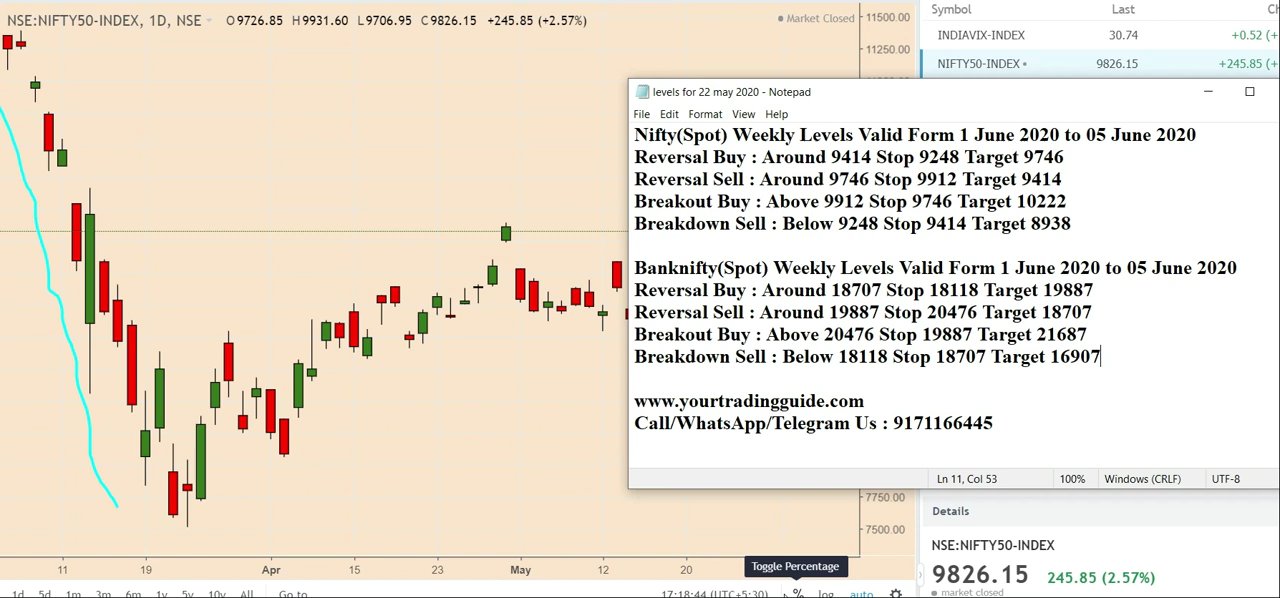 NSE:NIFTY50-INDEX, 1D, NSE O9726.85 H9931.60 L9706.95 C9826.15 +245.85 (+2.57%)
Market Closed
11500.00
11250.00
7750.00
7500.00
11 19 Apr 15 23 May 12 20
Toggle Percentage
1d 5d 1m 3m 6m 1y 5y 10y All Go to
17:18:44 (UTC+5:30) % log auto
Symbol Last
INDIAVIX-INDEX 30.74 +0.52 (+
NIFTY50-INDEX 9826.15 +245.85 (+
levels for 22 may 2020 - Notepad
File Edit Format View Help
Nifty(Spot) Weekly Levels Valid Form 1 June 2020 to 05 June 2020
Reversal Buy : Around 9414 Stop 9248 Target 9746
Reversal Sell : Around 9746 Stop 9912 Target 9414
Breakout Buy : Above 9912 Stop 9746 Target 10222
Breakdown Sell : Below 9248 Stop 9414 Target 8938
Banknifty(Spot) Weekly Levels Valid Form 1 June 2020 to 05 June 2020
Reversal Buy : Around 18707 Stop 18118 Target 19887
Reversal Sell : Around 19887 Stop 20476 Target 18707
Breakout Buy : Above 20476 Stop 19887 Target 21687
Breakdown Sell : Below 18118 Stop 18707 Target 16907
www.yourtradingguide.com
Call/WhatsApp/Telegram Us : 9171166445
Ln 11, Col 53 100% Windows (CRLF) UTF-8
Details
NSE:NIFTY50-INDEX
9826.15 245.85 (2.57%)
market closed